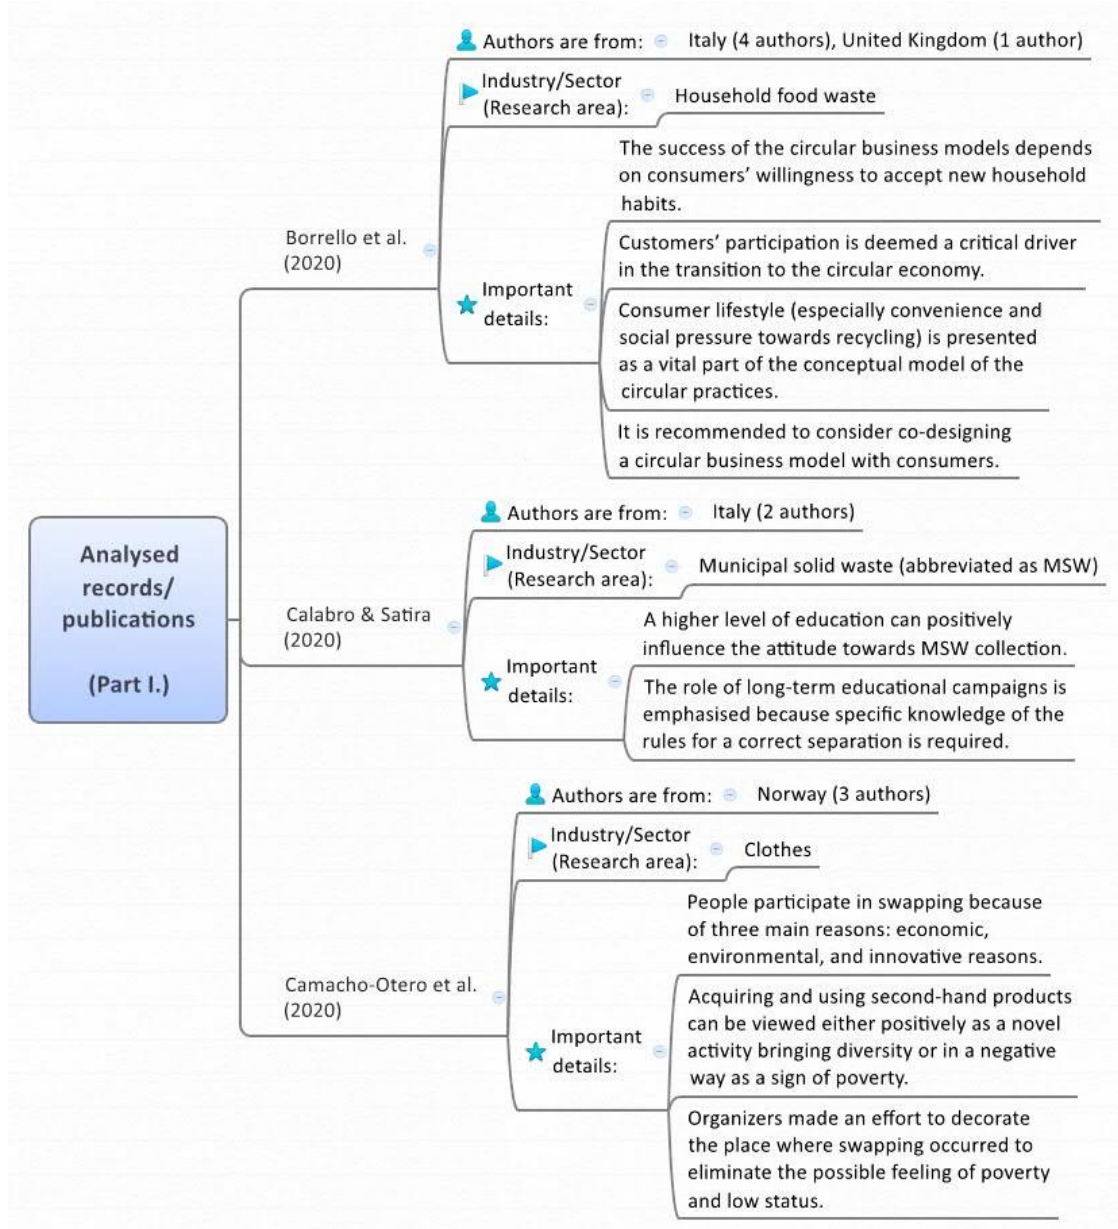 Analysed
records/
publications
(Part I.)
Borrello et al.
(2020)
Authors are from:
Italy (4 authors), United Kingdom (1 author)
Industry/Sector
(Research area):
Household food waste
Important
details:
The success of the circular business models depends
on consumers’ willingness to accept new household
habits.
Customers’ participation is deemed a critical driver
in the transition to the circular economy.
Consumer lifestyle (especially convenience and
social pressure towards recycling) is presented
as a vital part of the conceptual model of the
circular practices.
It is recommended to consider co-designing
a circular business model with consumers.
Calabro & Satira
(2020)
Authors are from:
Italy (2 authors)
Industry/Sector
(Research area):
Municipal solid waste (abbreviated as MSW)
Important
details:
A higher level of education can positively
influence the attitude towards MSW collection.
The role of long-term educational campaigns is
emphasised because specific knowledge of the
rules for a correct separation is required.
Camacho-Otero et al.
(2020)
Authors are from:
Norway (3 authors)
Industry/Sector
(Research area):
Clothes
Important
details:
People participate in swapping because
of three main reasons: economic,
environmental, and innovative reasons.
Acquiring and using second-hand products
can be viewed either positively as a novel
activity bringing diversity or in a negative
way as a sign of poverty.
Organizers made an effort to decorate
the place where swapping occurred to
eliminate the possible feeling of poverty
and low status.